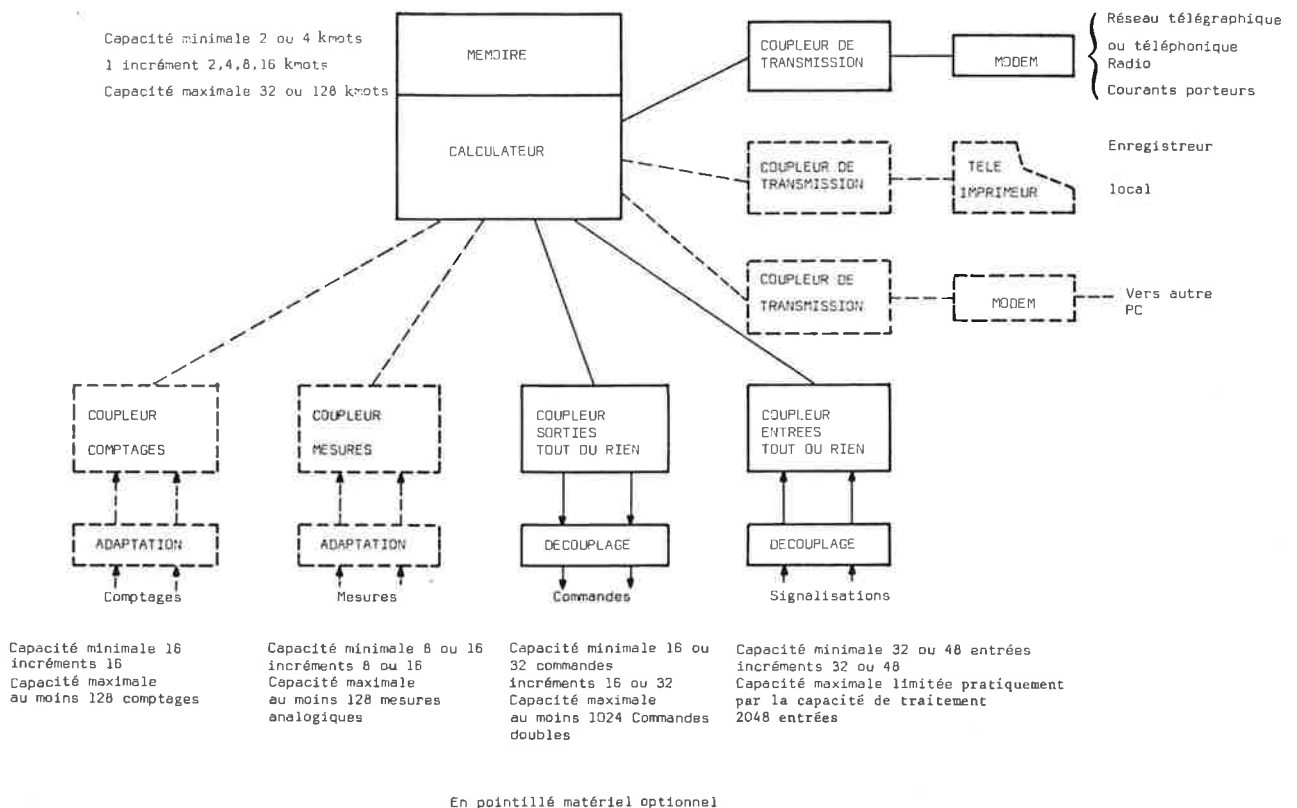 Capacité minimale 2 ou 4 kmots
1 incrément 2,4,8,16 kmots
Capacité maximale 32 ou 128 kmots
MEMOIRE
CALCULATEUR
COUPLEUR DE
TRANSMISSION
MODEM
Réseau télégraphique
ou téléphonique
Radio
Courants porteurs
COUPLEUR DE
TRANSMISSION
TELE
IMPRIMEUR
Enregistreur
local
COUPLEUR DE
TRANSMISSION
MODEM
Vers autre
PC
COUPLEUR
COMPTAGES
COUPLEUR
MESURES
COUPLEUR
SORTIES
TOUT OU RIEN
COUPLEUR
ENTREES
TOUT OU RIEN
ADAPTATION
ADAPTATION
DECOUPLAGE
DECOUPLAGE
Comptages
Mesures
Commandes
Signalisations
Capacité minimale 16
incréments 16
Capacité maximale
au moins 128 comptages
Capacité minimale 8 ou 16
incréments 8 ou 16
Capacité maximale
au moins 128 mesures
analogiques
Capacité minimale 16 ou
32 commandes
incréments 16 ou 32
Capacité maximale
au moins 1024 Commandes
doubles
Capacité minimale 32 ou 48 entrées
incréments 32 ou 48
Capacité maximale limitée pratiquement
par la capacité de traitement
2048 entrées
En pointillé matériel optionnel